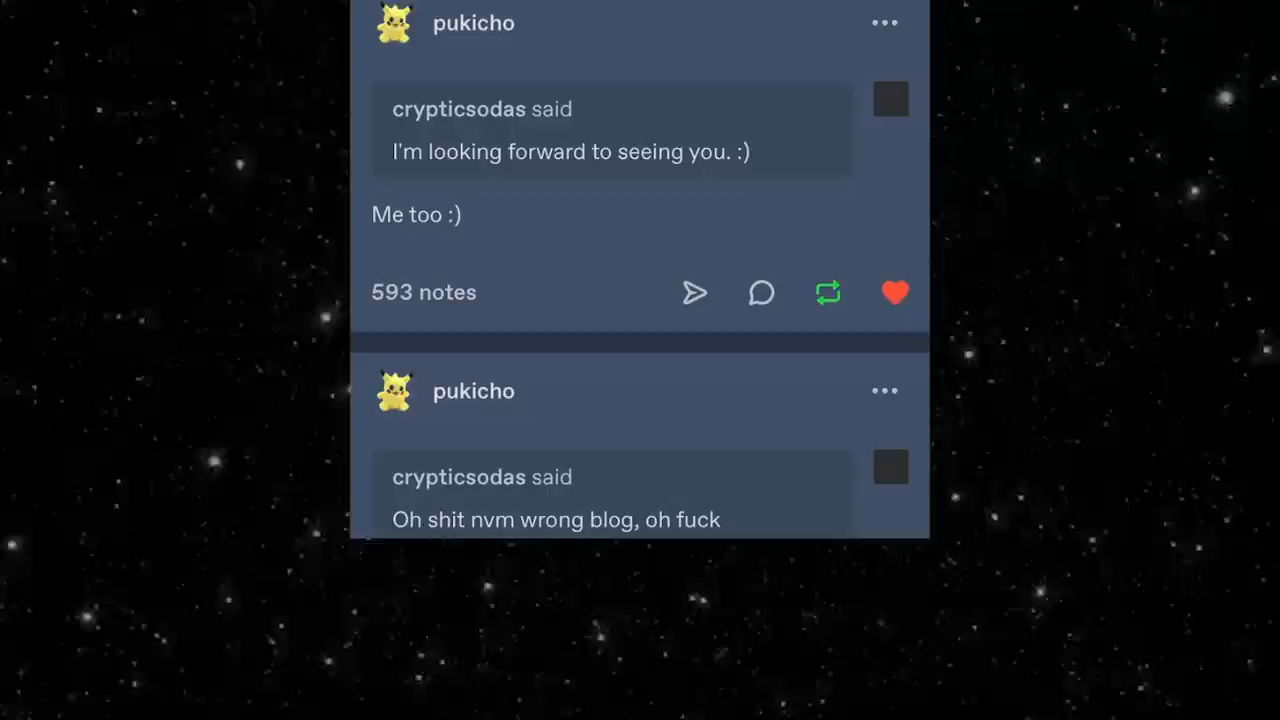 pukicho
crypticsodas said
I'm looking forward to seeing you. :)
Me too :)
593 notes
pukicho
crypticsodas said
Oh shit nvm wrong blog, oh fuck